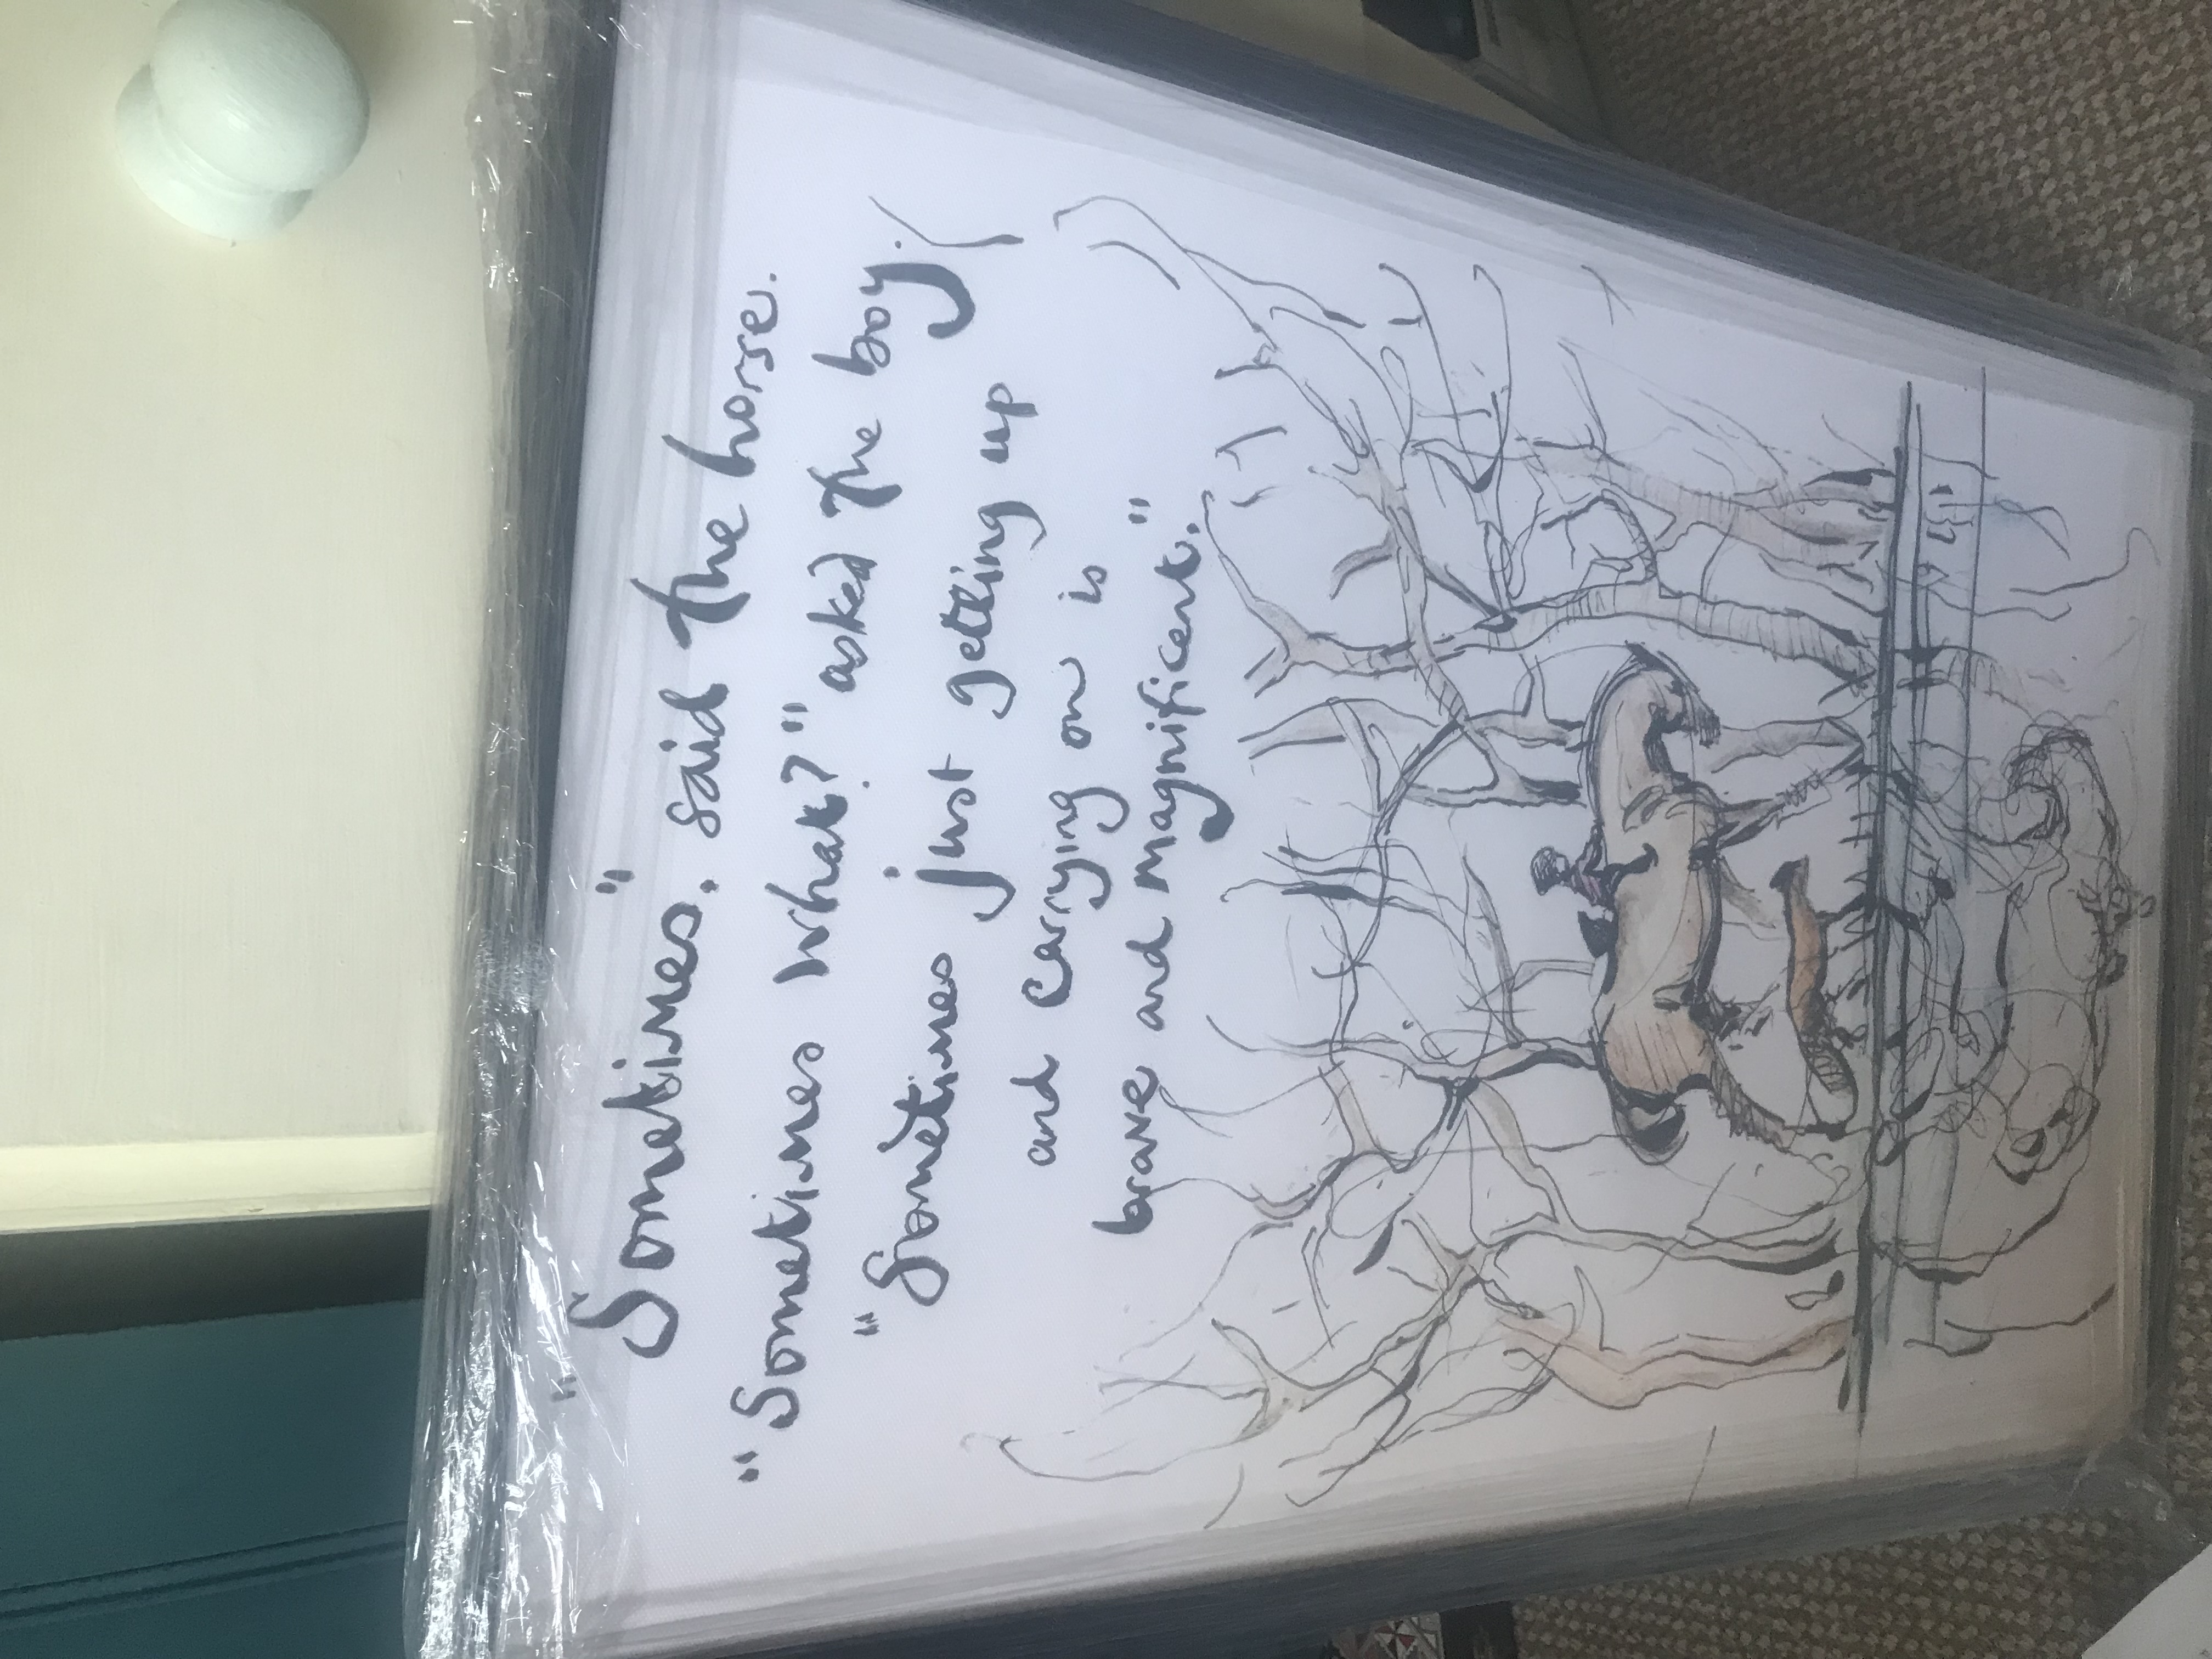 "Sometimes." said the horse.
"Sometimes what?" asked the boy.
"Sometimes just getting up
and carrying on is
brave and magnificent."